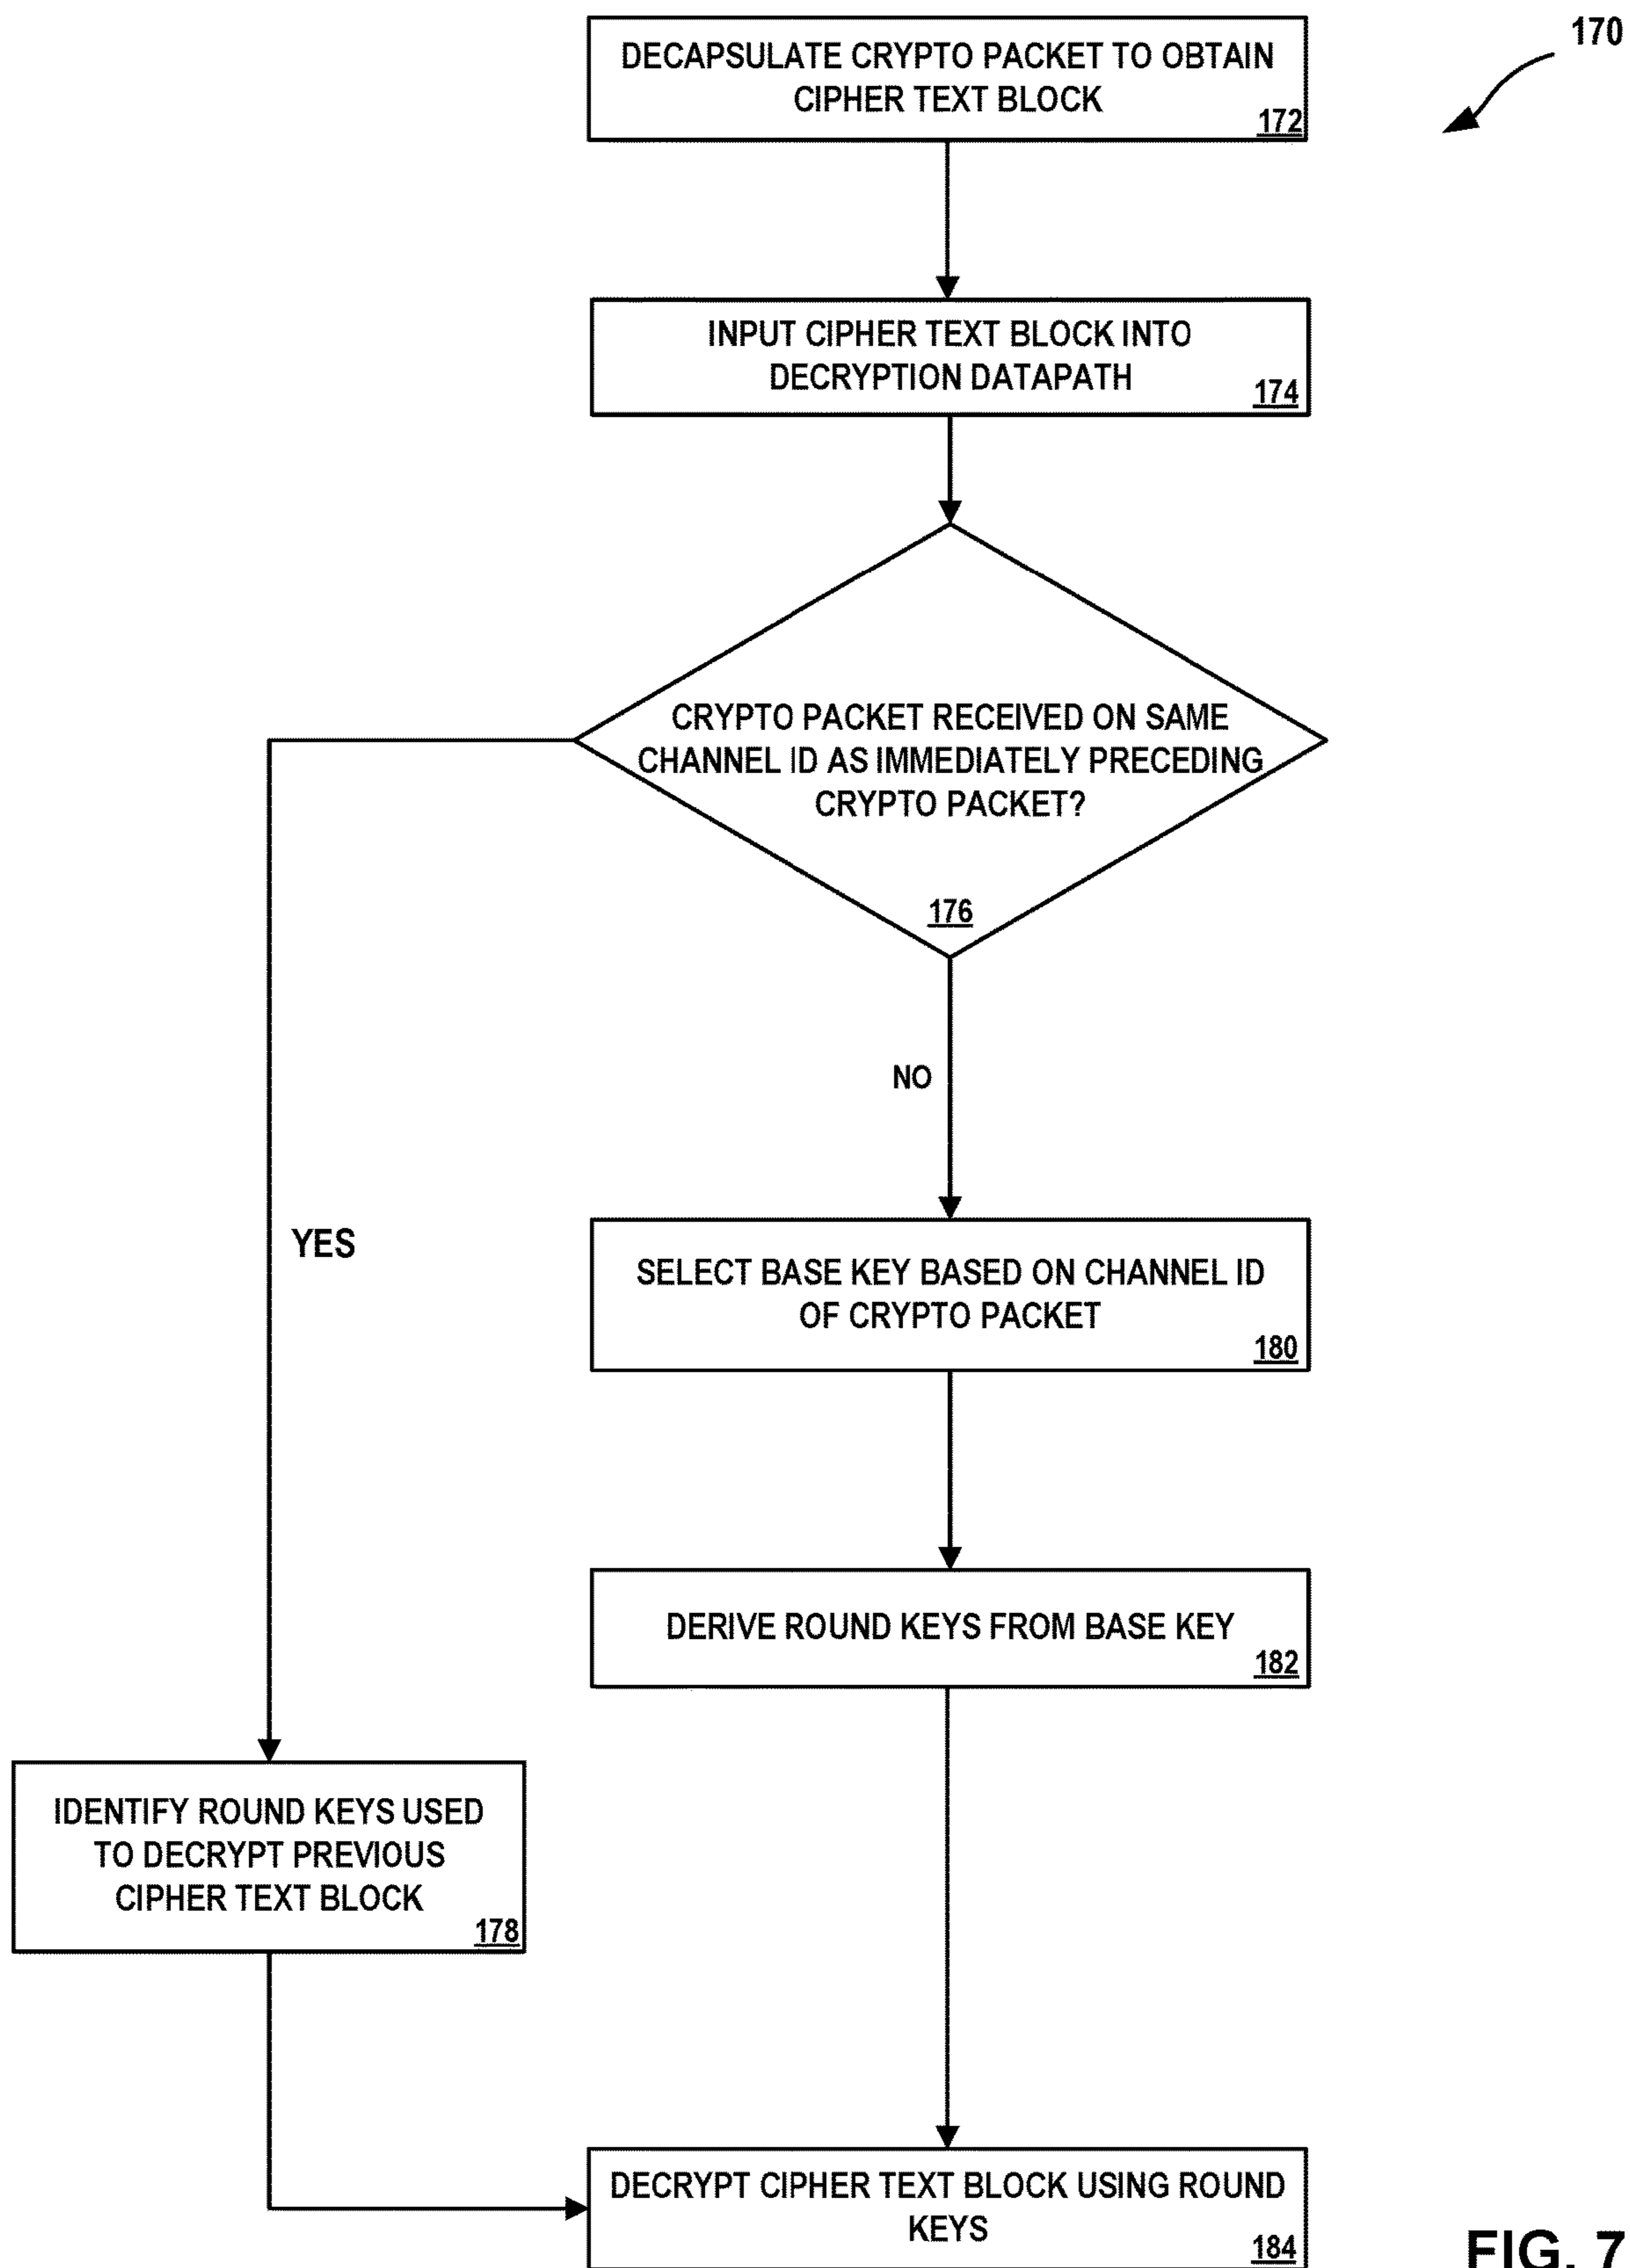 170
DECAPSULATE CRYPTO PACKET TO OBTAIN
CIPHER TEXT BLOCK
172
INPUT CIPHER TEXT BLOCK INTO
DECRYPTION DATAPATH
174
CRYPTO PACKET RECEIVED ON SAME
CHANNEL ID AS IMMEDIATELY PRECEDING
CRYPTO PACKET?
176
NO
YES
SELECT BASE KEY BASED ON CHANNEL ID
OF CRYPTO PACKET
180
DERIVE ROUND KEYS FROM BASE KEY
182
IDENTIFY ROUND KEYS USED
TO DECRYPT PREVIOUS
CIPHER TEXT BLOCK
178
DECRYPT CIPHER TEXT BLOCK USING ROUND
KEYS
184
FIG. 7